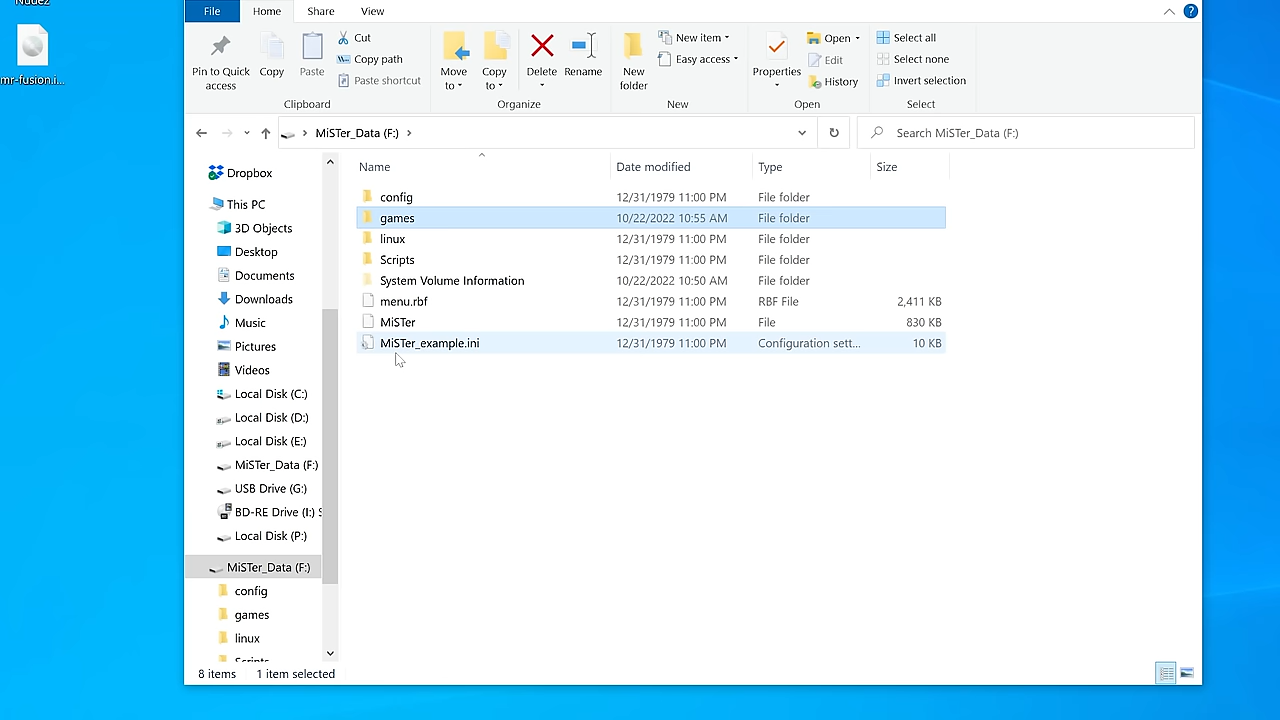 Nudez
mr-fusion.i...
File Home Share View
Pin to Quick access
Copy
Paste
Cut
Copy path
Paste shortcut
Clipboard
Move to
Copy to
Delete
Rename
Organize
New folder
New item
Easy access
New
Properties
Open
Edit
History
Open
Select all
Select none
Invert selection
Select
MiSTer_Data (F:)
Search MiSTer_Data (F:)
Dropbox
This PC
3D Objects
Desktop
Documents
Downloads
Music
Pictures
Videos
Local Disk (C:)
Local Disk (D:)
Local Disk (E:)
MiSTer_Data (F:)
USB Drive (G:)
BD-RE Drive (I:) S
Local Disk (P:)
MiSTer_Data (F:)
config
games
linux
Scripts
Name Date modified Type Size
config 12/31/1979 11:00 PM File folder
games 10/22/2022 10:55 AM File folder
linux 12/31/1979 11:00 PM File folder
Scripts 12/31/1979 11:00 PM File folder
System Volume Information 10/22/2022 10:50 AM File folder
menu.rbf 12/31/1979 11:00 PM RBF File 2,411 KB
MiSTer 12/31/1979 11:00 PM File 830 KB
MiSTer_example.ini 12/31/1979 11:00 PM Configuration sett... 10 KB
8 items 1 item selected